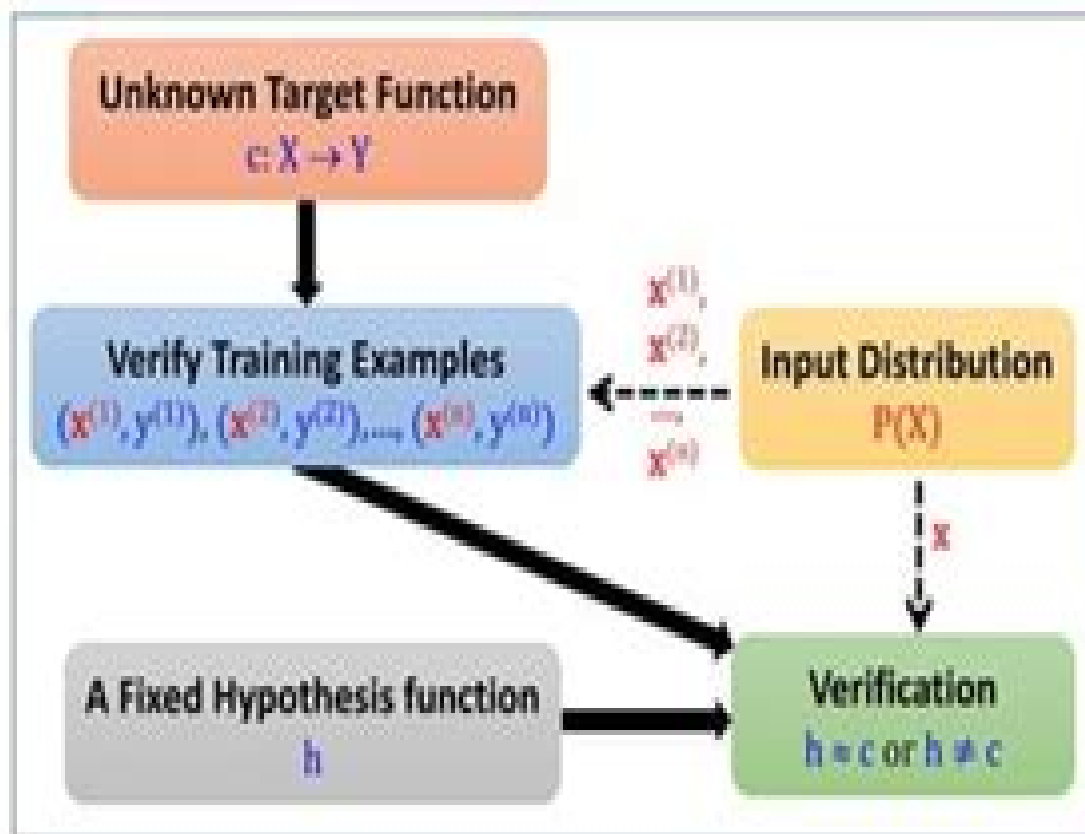 Unknown Target Function
c: X → Y
Verify Training Examples
(x⁽¹⁾, y⁽¹⁾), (x⁽²⁾, y⁽²⁾),..., (x⁽ⁿ⁾, y⁽ⁿ⁾)
x⁽¹⁾,
x⁽²⁾,
...,
x⁽ⁿ⁾
Input Distribution
P(X)
x
A Fixed Hypothesis function
h
Verification
h ≈ c or h ≠ c